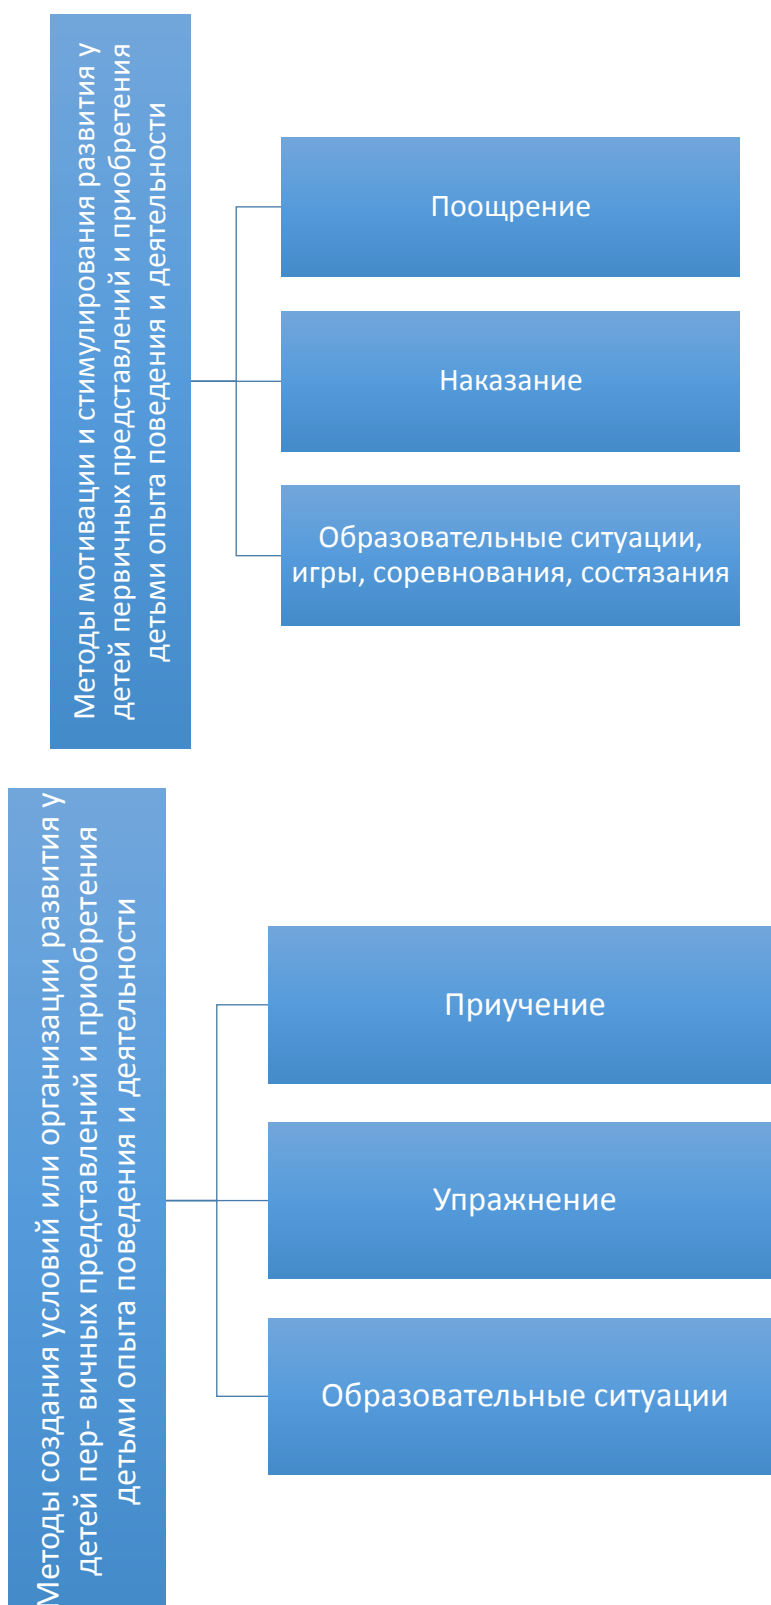 Методы мотивации и стимулирования развития у
детей первичных представлений и приобретения
детьми опыта поведения и деятельности
Поощрение
Наказание
Образовательные ситуации,
игры, соревнования, состязания
Методы создания условий или организации развития у
детей пер- вичных представлений и приобретения
детьми опыта поведения и деятельности
Приучение
Упражнение
Образовательные ситуации